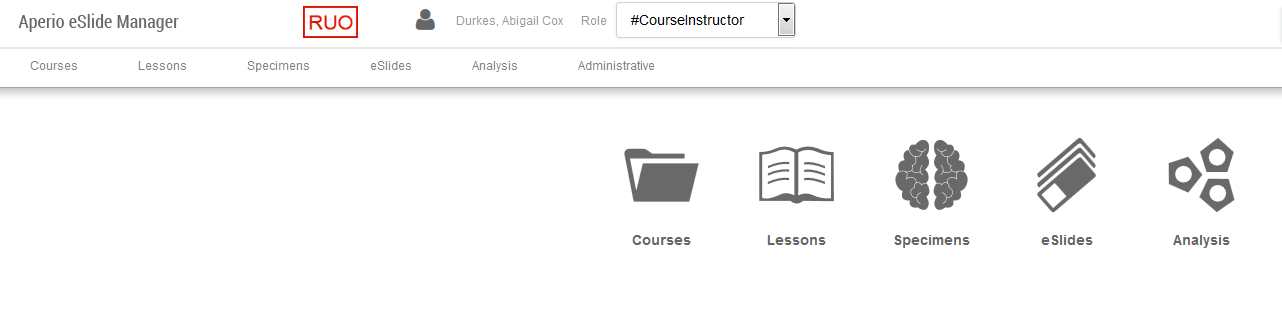 Aperio eSlide Manager RUO Durkes, Abigail Cox Role #CourseInstructor
Courses Lessons Specimens eSlides Analysis Administrative
Courses Lessons Specimens eSlides Analysis